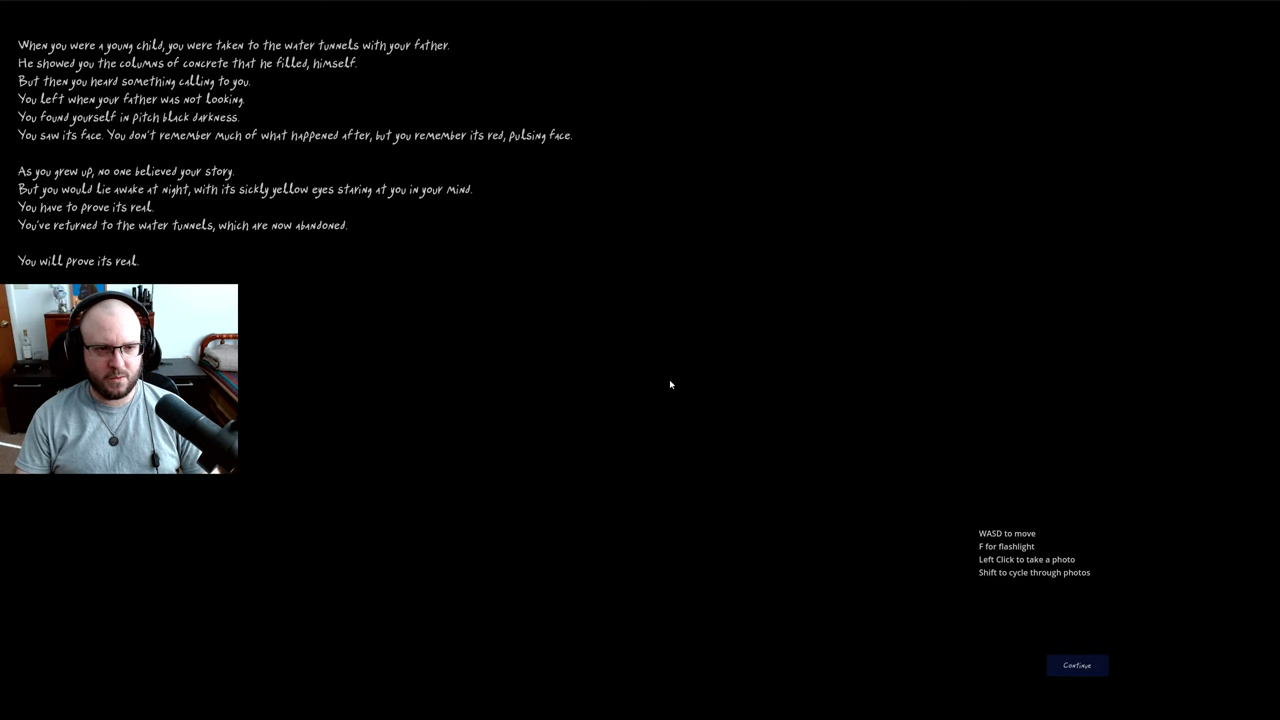 When you were a young child, you were taken to the water tunnels with your father.
He showed you the columns of concrete that he filled, himself.
But then you heard something calling to you.
You left when your father was not looking.
You found yourself in pitch black darkness.
You saw its face. You don't remember much of what happened after, but you remember its red, pulsing face.
As you grew up, no one believed your story.
But you would lie awake at night, with its sickly yellow eyes staring at you in your mind.
You have to prove its real.
You've returned to the water tunnels, which are now abandoned.
You will prove its real.
WASD to move
F for flashlight
Left Click to take a photo
Shift to cycle through photos
Continue